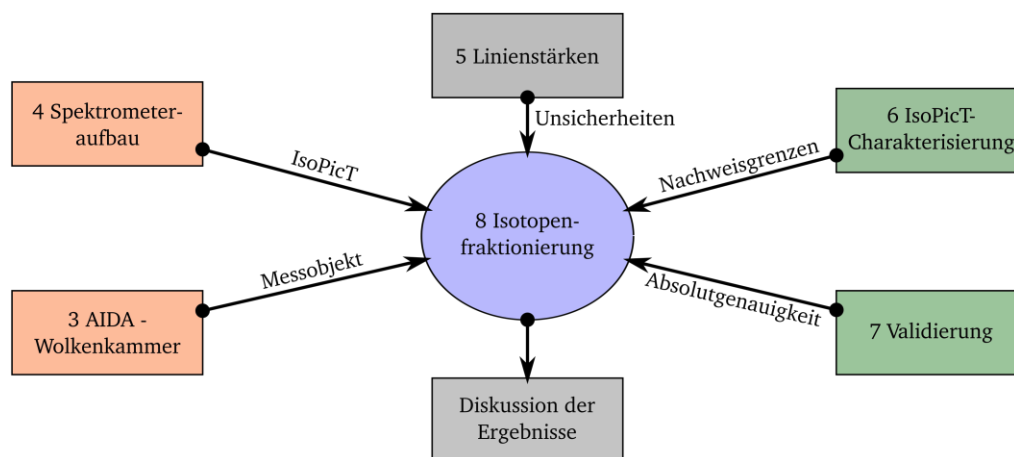 5 Linienstärken
4 Spektrometer-
aufbau
Unsicherheiten
6 IsoPicT-
Charakterisierung
IsoPicT
Nachweisgrenzen
8 Isotopen-
fraktionierung
Messobjekt
Absolutgenauigkeit
3 AIDA -
Wolkenkammer
7 Validierung
Diskussion der
Ergebnisse